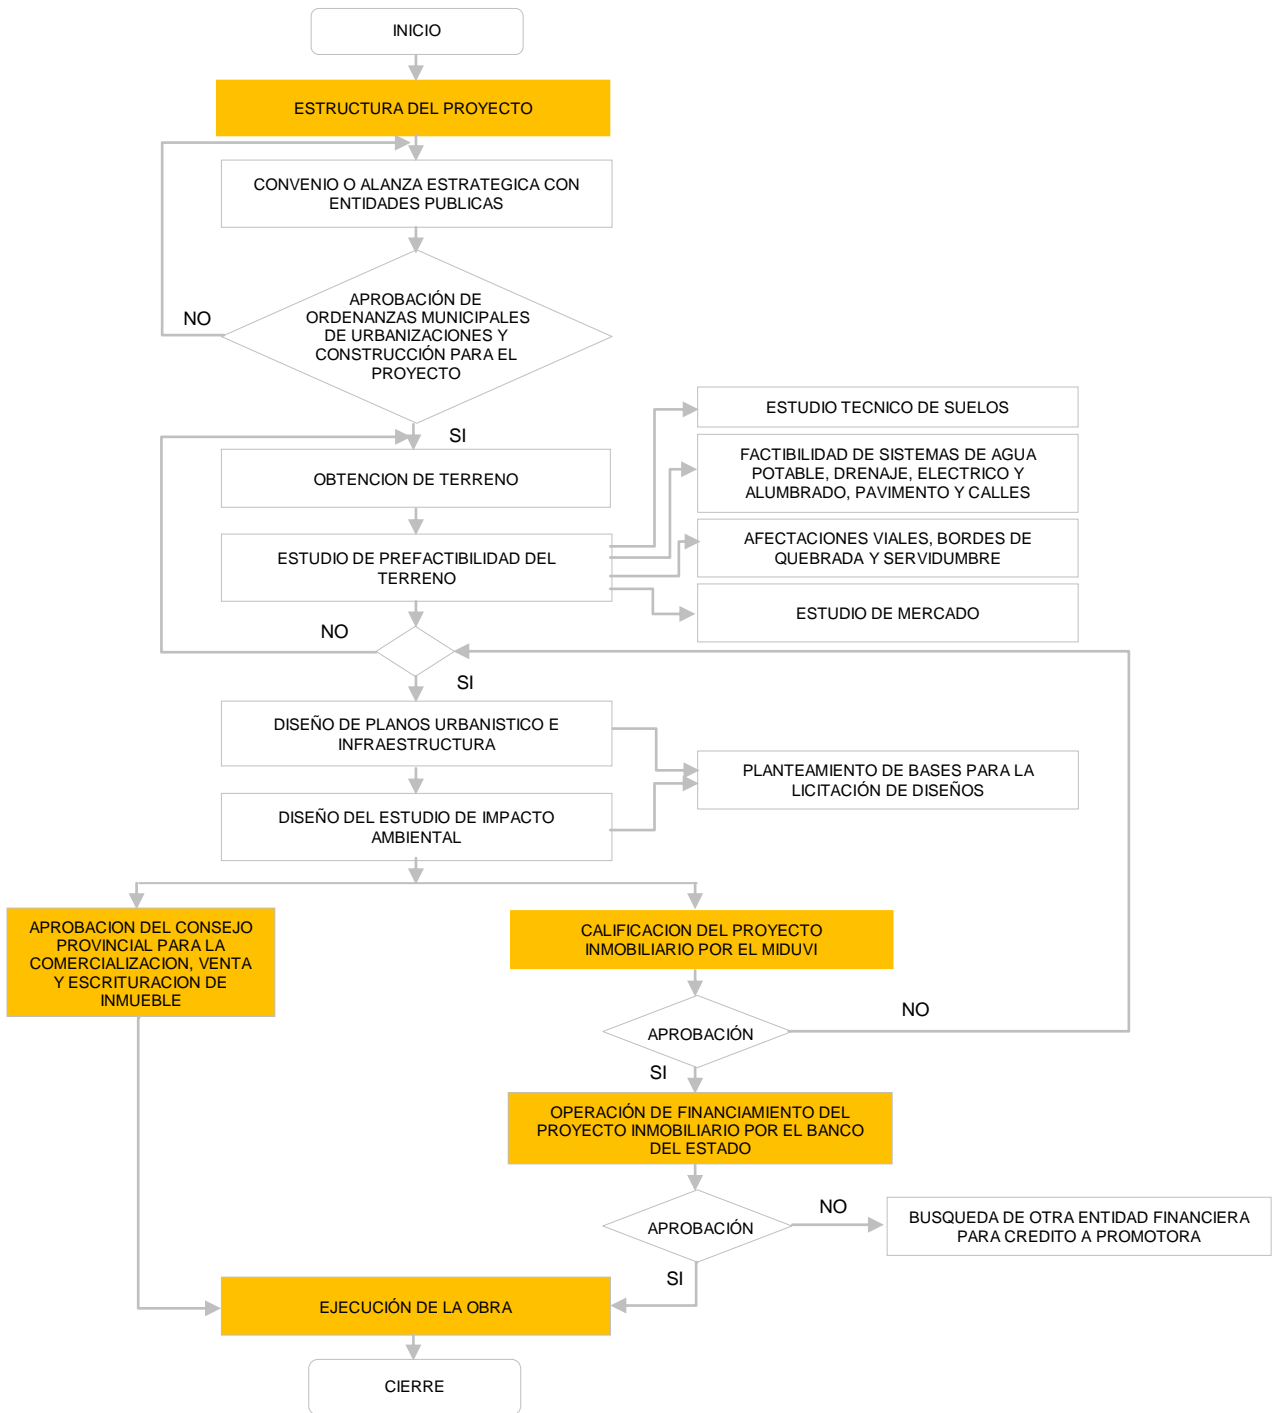 INICIO
ESTRUCTURA DEL PROYECTO
CONVENIO O ALANZA ESTRATEGICA CON
ENTIDADES PUBLICAS
APROBACIÓN DE
ORDENANZAS MUNICIPALES
DE URBANIZACIONES Y
CONSTRUCCIÓN PARA EL
PROYECTO
NO
SI
OBTENCION DE TERRENO
ESTUDIO DE PREFACTIBILIDAD DEL
TERRENO
ESTUDIO TECNICO DE SUELOS
FACTIBILIDAD DE SISTEMAS DE AGUA
POTABLE, DRENAJE, ELECTRICO Y
ALUMBRADO, PAVIMENTO Y CALLES
AFECTACIONES VIALES, BORDES DE
QUEBRADA Y SERVIDUMBRE
ESTUDIO DE MERCADO
NO
SI
DISEÑO DE PLANOS URBANISTICO E
INFRAESTRUCTURA
DISEÑO DEL ESTUDIO DE IMPACTO
AMBIENTAL
PLANTEAMIENTO DE BASES PARA LA
LICITACIÓN DE DISEÑOS
APROBACION DEL CONSEJO
PROVINCIAL PARA LA
COMERCIALIZACION, VENTA
Y ESCRITURACION DE
INMUEBLE
CALIFICACION DEL PROYECTO
INMOBILIARIO POR EL MIDUVI
APROBACIÓN
NO
SI
OPERACIÓN DE FINANCIAMIENTO DEL
PROYECTO INMOBILIARIO POR EL BANCO
DEL ESTADO
APROBACIÓN
NO
BUSQUEDA DE OTRA ENTIDAD FINANCIERA
PARA CREDITO A PROMOTORA
SI
EJECUCIÓN DE LA OBRA
CIERRE